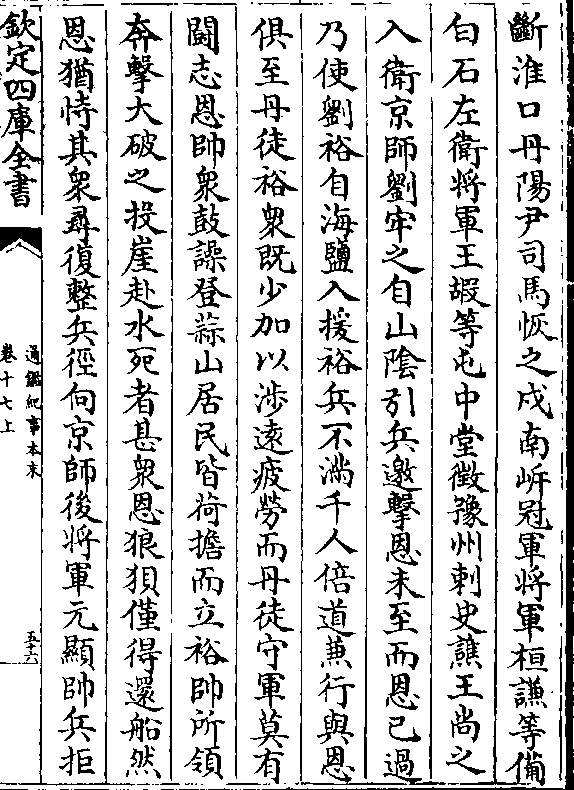 斷淮口丹陽尹司馬恢之戍南岍冠軍將軍桓謙等備
白石左衛將軍王嘏等屯中堂徵豫州刺史譙王尚之
入衛京師劉牢之自山陰引兵邀擊恩未至而恩已過
乃使劉裕自海鹽入援裕兵不滿千人倍道兼行與恩
俱至丹徒裕衆旣少加以涉遠疲勞而丹徒守軍莫有
鬭志恩帥衆鼓譟登蒜山居民皆荷擔而立裕帥所領
奔擊大破之投崖赴水死者甚衆恩狼狽僅得還船然
恩猶恃其衆尋復整兵徑向京師後將軍元顯帥兵拒
欽定四庫全書
通鑑紀事本末
卷十七上
五十六